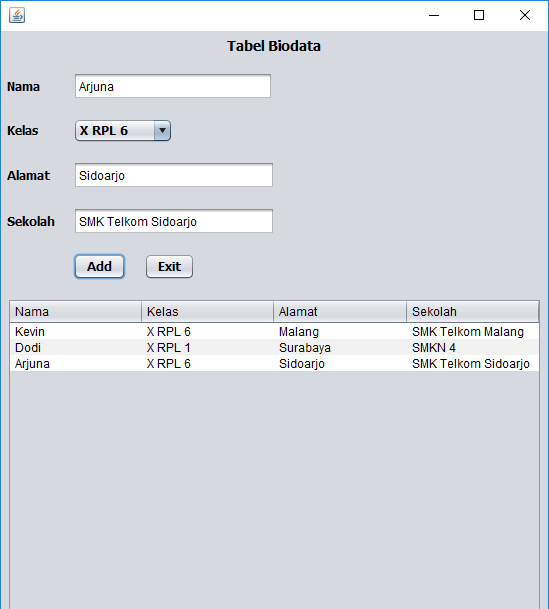 Tabel Biodata
Nama Arjuna
Kelas X RPL 6
Alamat Sidoarjo
Sekolah SMK Telkom Sidoarjo
Add Exit
Nama Kelas Alamat Sekolah
Kevin X RPL 6 Malang SMK Telkom Malang
Dodi X RPL 1 Surabaya SMKN 4
Arjuna X RPL 6 Sidoarjo SMK Telkom Sidoarjo